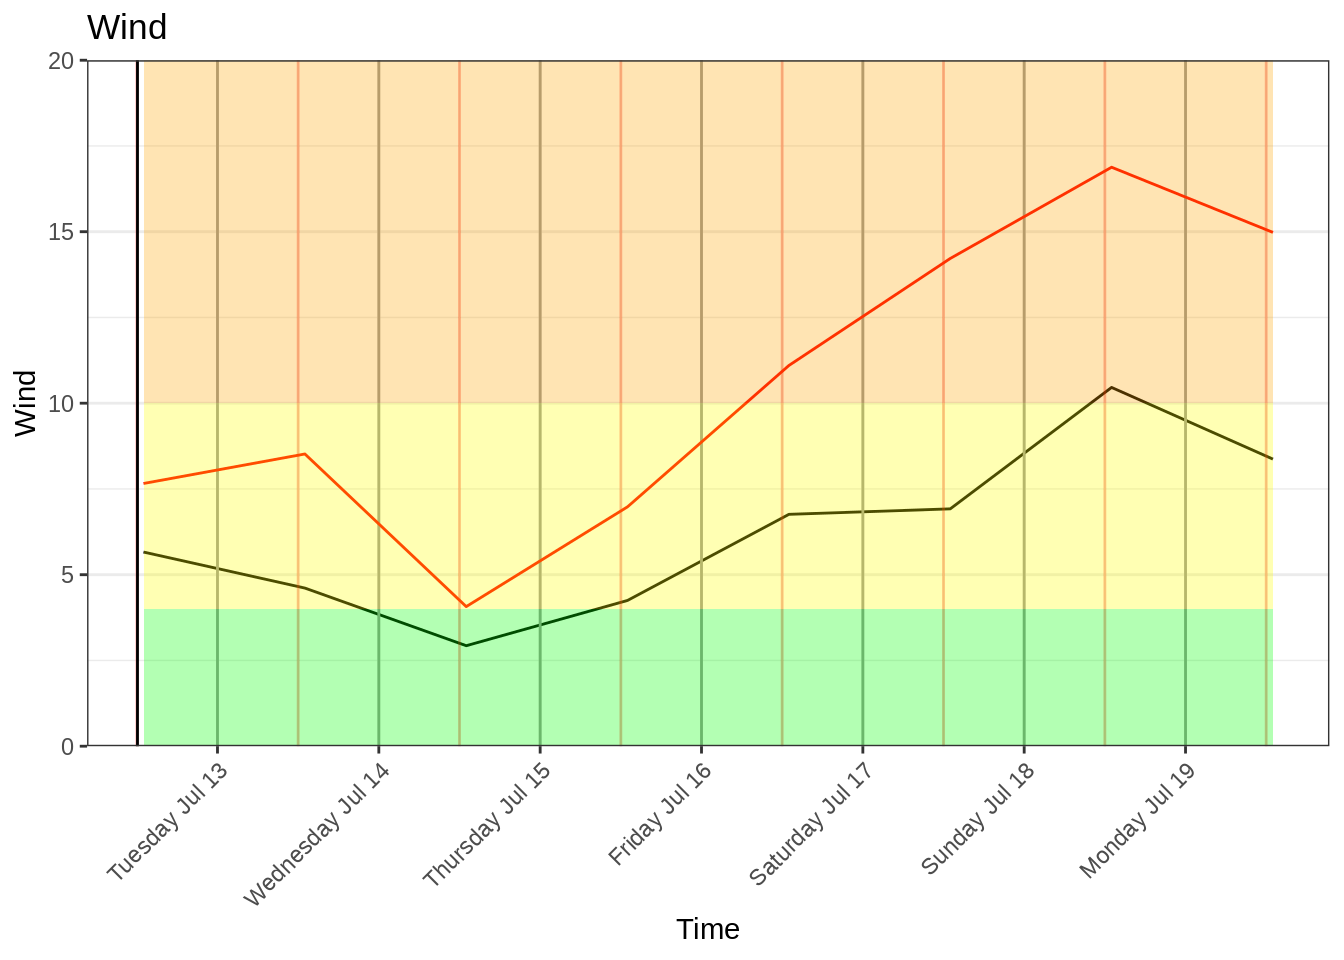 Wind
20
15
10
5
0
Wind
Tuesday Jul 13
Wednesday Jul 14
Thursday Jul 15
Friday Jul 16
Saturday Jul 17
Sunday Jul 18
Monday Jul 19
Time